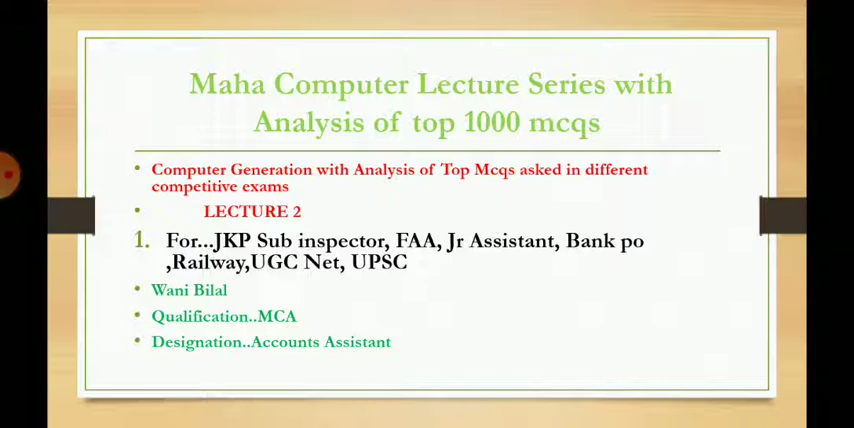 Maha Computer Lecture Series with
Analysis of top 1000 mcqs
• Computer Generation with Analysis of Top Mcqs asked in different
competitive exams
• LECTURE 2
1. For...JKP Sub inspector, FAA, Jr Assistant, Bank po
,Railway,UGC Net, UPSC
• Wani Bilal
• Qualification..MCA
• Designation..Accounts Assistant